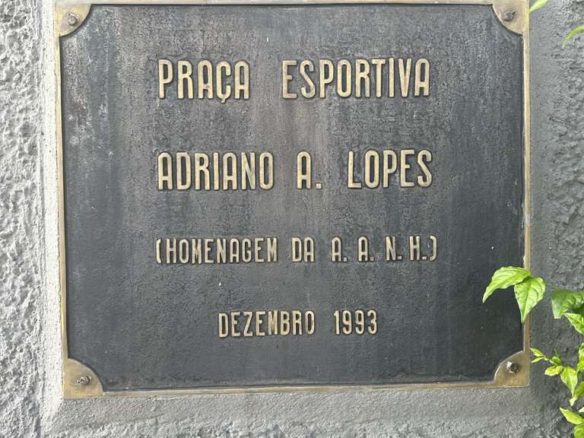 PRAÇA ESPORTIVA
ADRIANO A. LOPES
(HOMENAGEM DA A. A. N. H.)
DEZEMBRO 1993